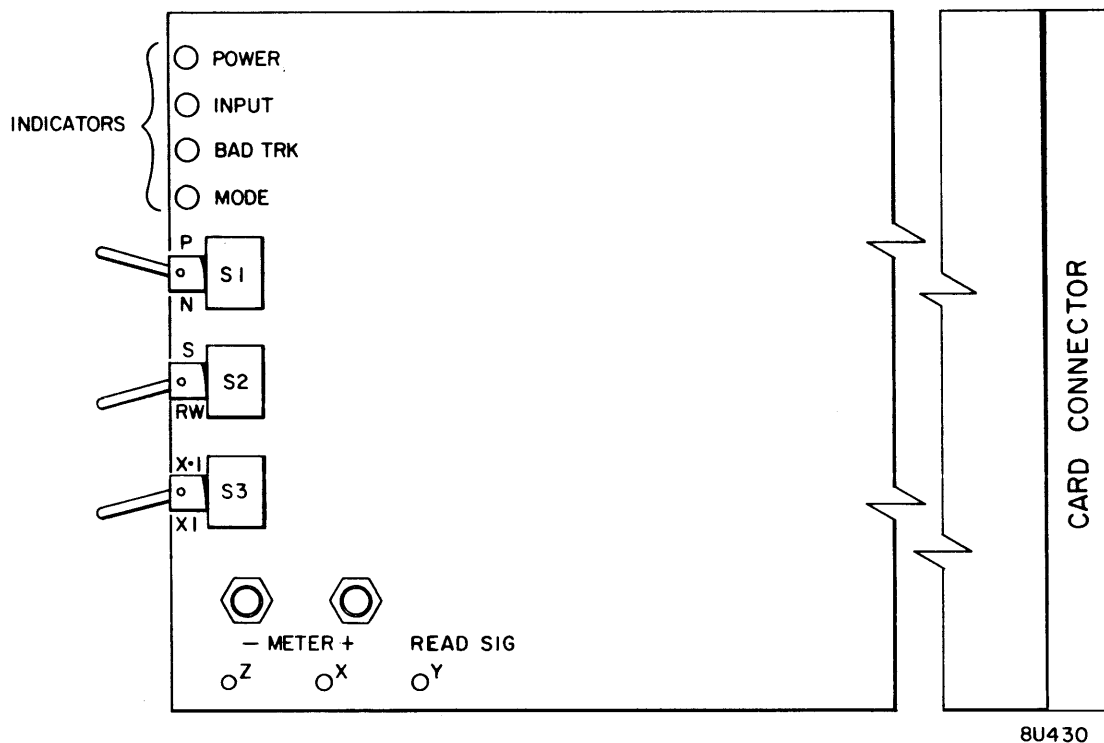 POWER
INPUT
INDICATORS
BAD TRK
MODE
P
S1
N
S
S2
RW
X·1
S3
X1
CARD CONNECTOR
– METER +
READ SIG
Z
X
Y
8U430